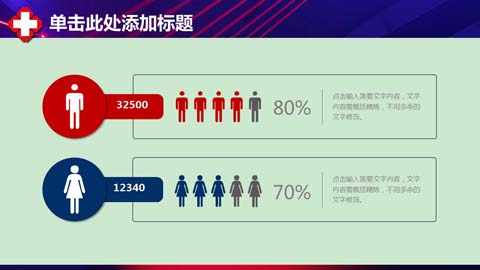 单击此处添加标题
32500
80%
点击输入简要文字内容，文字
内容需概括精炼，不用多余的
文字修饰。
12340
70%
点击输入简要文字内容，文字
内容需概括精炼，不用多余的
文字修饰。